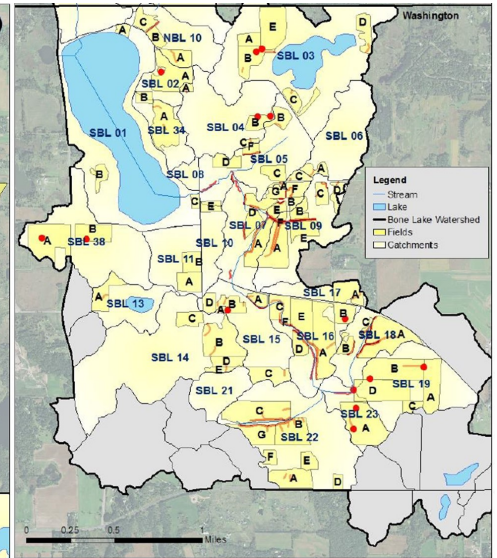 Washington
E
D
C
A
B
NBL 10
A
B
SBL 03
A
SBL 02
A
A
B
C
A
SBL 34
SBL 01
SBL 04
B
B
SBL 06
C
F
D
SBL 05
SBL 08
B
C
C
A
G
A
F
C
D
C
E
D
B
E
E
SBL 07
SBL 09
B
A
SBL 38
SBL 10
A
A
SBL 11
B
A
SBL 17
A
A
SBL 13
D
A
B
A
C
E
B
C
C
F
SBL 16
SBL 18
A
B
SBL 15
D
A
B
SBL 14
D
E
C
B
SBL 19
D
A
C
SBL 21
C
SBL 23
A
B
G
SBL 22
F
E
A
D
Legend
Stream
Lake
Bone Lake Watershed
Fields
Catchments
0 0.25 0.5 1
Miles